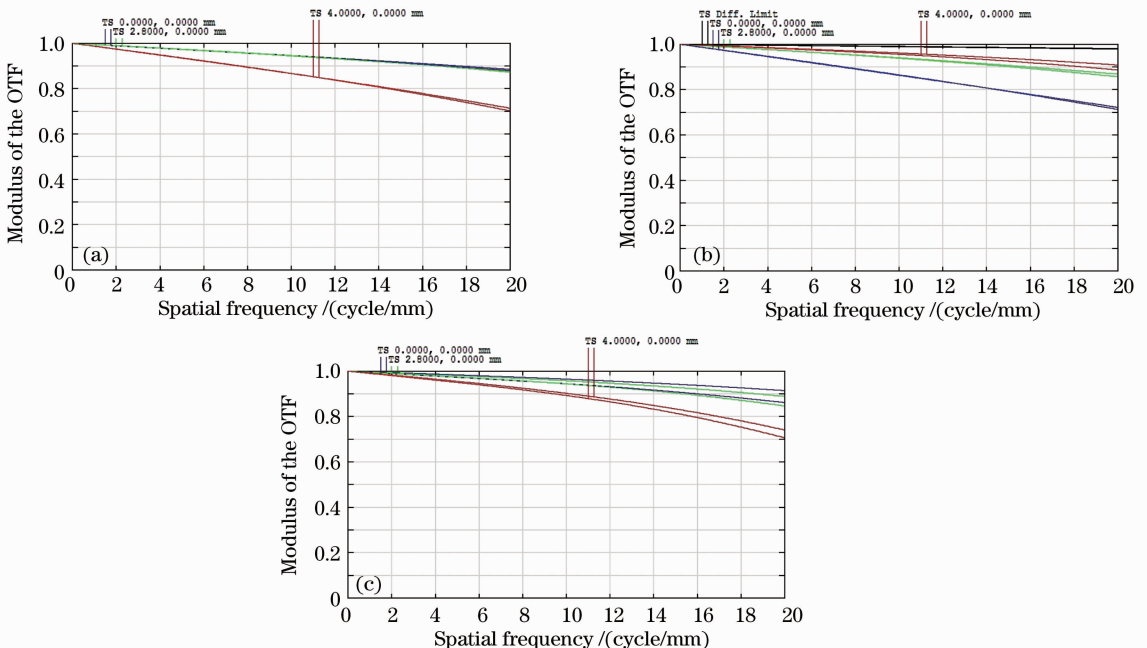 TS 0.0000, 0.0000 mm
TS 2.8000, 0.0000 mm
TS 4.0000, 0.0000 mm
1.0
0.8
0.6
0.4
0.2
0
Modulus of the OTF
(a)
0 2 4 6 8 10 12 14 16 18 20
Spatial frequency /(cycle/mm)
TS Diff. Limit
TS 0.0000, 0.0000 mm
TS 2.8000, 0.0000 mm
TS 4.0000, 0.0000 mm
1.0
0.8
0.6
0.4
0.2
0
Modulus of the OTF
(b)
0 2 4 6 8 10 12 14 16 18 20
Spatial frequency /(cycle/mm)
TS 0.0000, 0.0000 mm
TS 2.8000, 0.0000 mm
TS 4.0000, 0.0000 mm
1.0
0.8
0.6
0.4
0.2
0
Modulus of the OTF
(c)
0 2 4 6 8 10 12 14 16 18 20
Spatial frequency /(cycle/mm)